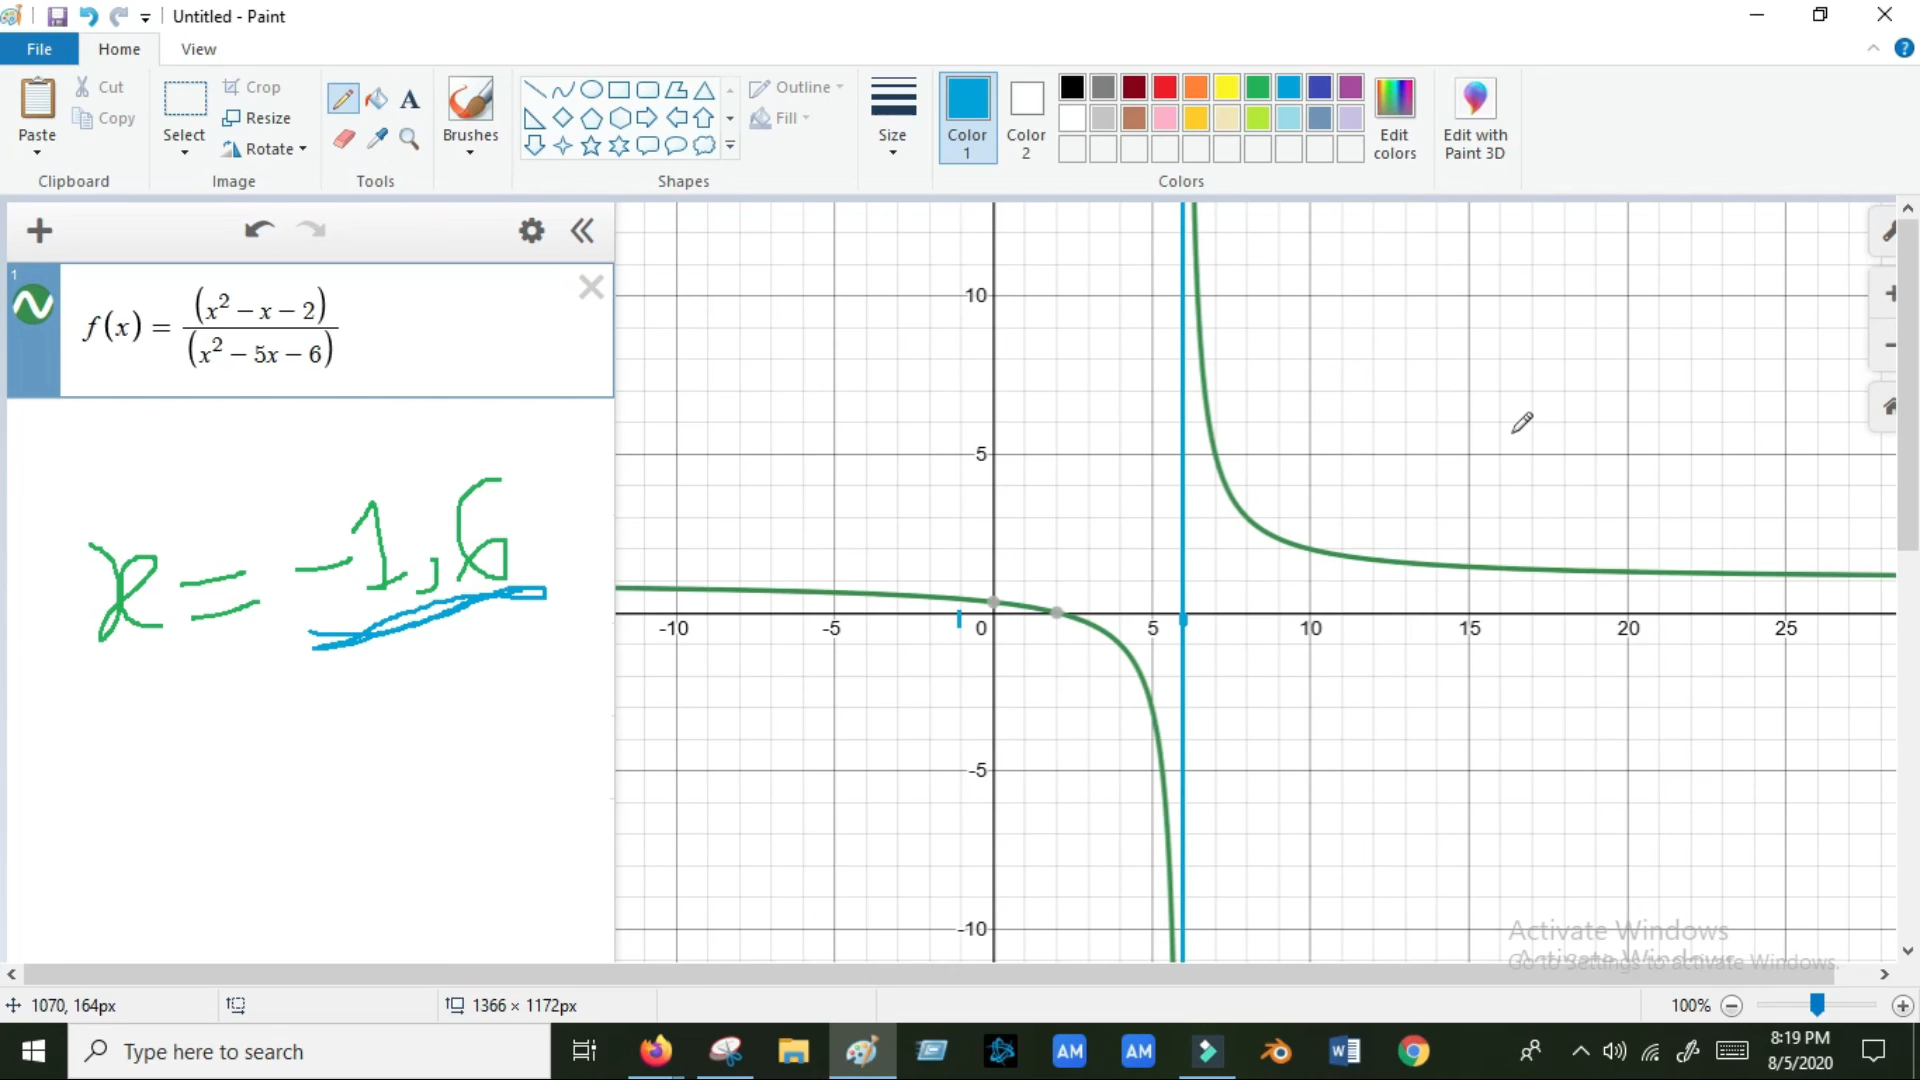 Untitled - Paint
File Home View
Paste
Cut
Copy
Clipboard
Select
Crop
Resize
Rotate
Image
Tools
Brushes
Outline
Fill
Shapes
Size
Color 1
Color 2
Edit colors
Edit with Paint 3D
Colors
1
f(x) = (x² − x − 2) / (x² − 5x − 6)
x = -1,6
10
5
-10 -5 0 5 10 15 20 25
-5
-10
Activate Windows
Go to Settings to activate Windows.
1070, 164px
1366 × 1172px
100%
Type here to search
AM
AM
W
8:19 PM
8/5/2020